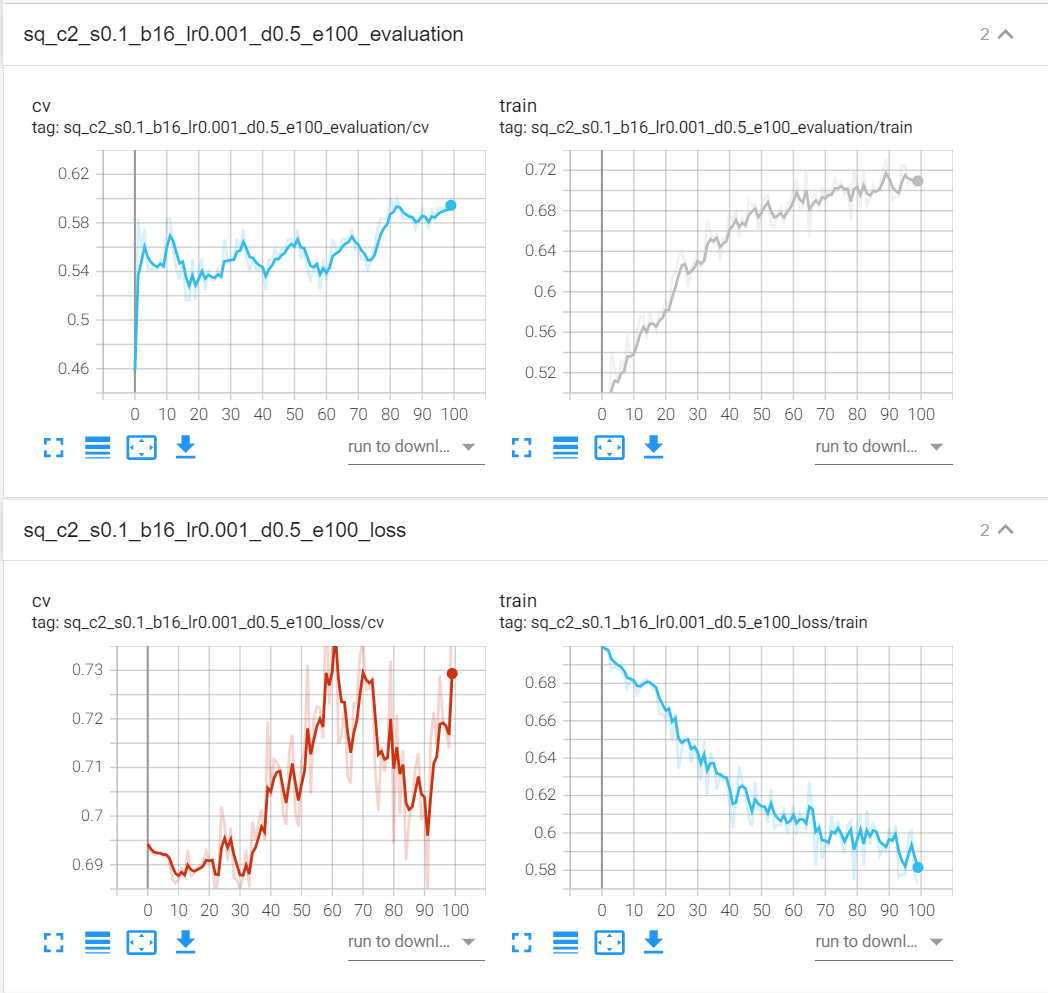 sq_c2_s0.1_b16_lr0.001_d0.5_e100_evaluation 2
cv
tag: sq_c2_s0.1_b16_lr0.001_d0.5_e100_evaluation/cv
0.62
0.58
0.54
0.5
0.46
0 10 20 30 40 50 60 70 80 90 100
run to downl...
train
tag: sq_c2_s0.1_b16_lr0.001_d0.5_e100_evaluation/train
0.72
0.68
0.64
0.6
0.56
0.52
0 10 20 30 40 50 60 70 80 90 100
run to downl...
sq_c2_s0.1_b16_lr0.001_d0.5_e100_loss 2
cv
tag: sq_c2_s0.1_b16_lr0.001_d0.5_e100_loss/cv
0.73
0.72
0.71
0.7
0.69
0 10 20 30 40 50 60 70 80 90 100
run to downl...
train
tag: sq_c2_s0.1_b16_lr0.001_d0.5_e100_loss/train
0.68
0.66
0.64
0.62
0.6
0.58
0 10 20 30 40 50 60 70 80 90 100
run to downl...